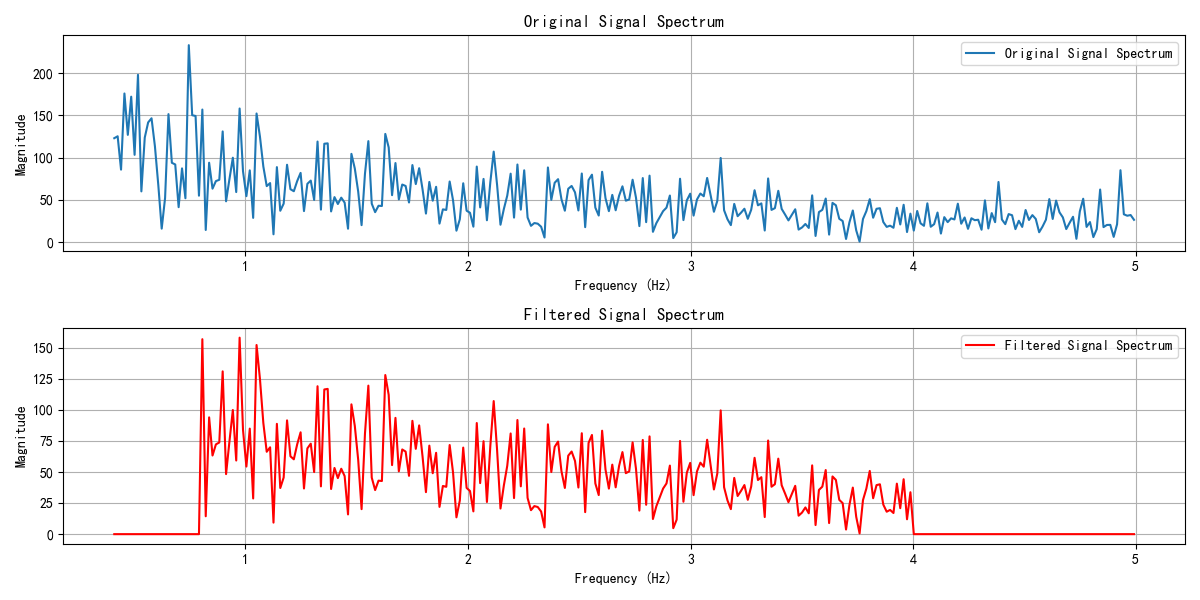 Original Signal Spectrum
Original Signal Spectrum
Magnitude
200
150
100
50
0
1 2 3 4 5
Frequency (Hz)
Filtered Signal Spectrum
Filtered Signal Spectrum
Magnitude
150
125
100
75
50
25
0
1 2 3 4 5
Frequency (Hz)